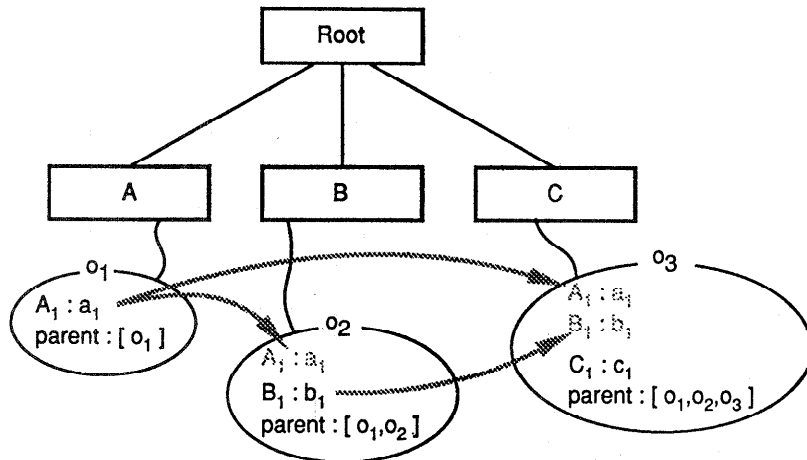 Root
A
B
C
o₁
A₁ : a₁
parent : [ o₁ ]
o₂
A₁ : a₁
B₁ : b₁
parent : [ o₁,o₂ ]
o₃
A₁ : a₁
B₁ : b₁
C₁ : c₁
parent : [ o₁,o₂,o₃ ]